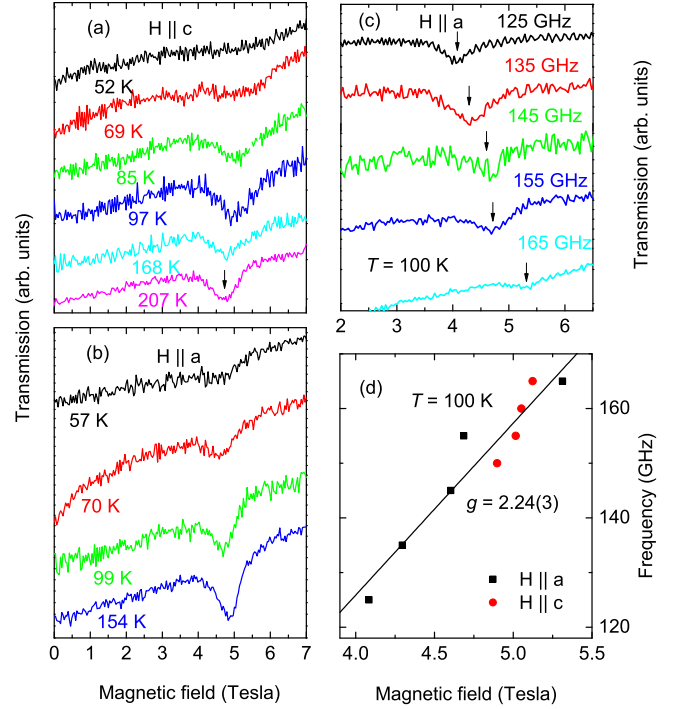 (a)
H || c
52 K
69 K
85 K
97 K
168 K
207 K
Transmission (arb. units)
(b)
H || a
57 K
70 K
99 K
154 K
0 1 2 3 4 5 6 7
Magnetic field (Tesla)
(c)
H || a
125 GHz
135 GHz
145 GHz
155 GHz
165 GHz
T = 100 K
2 3 4 5 6
Transmission (arb. units)
(d)
T = 100 K
g = 2.24(3)
H || a
H || c
160
140
120
Frequency (GHz)
4.0 4.5 5.0 5.5
Magnetic field (Tesla)